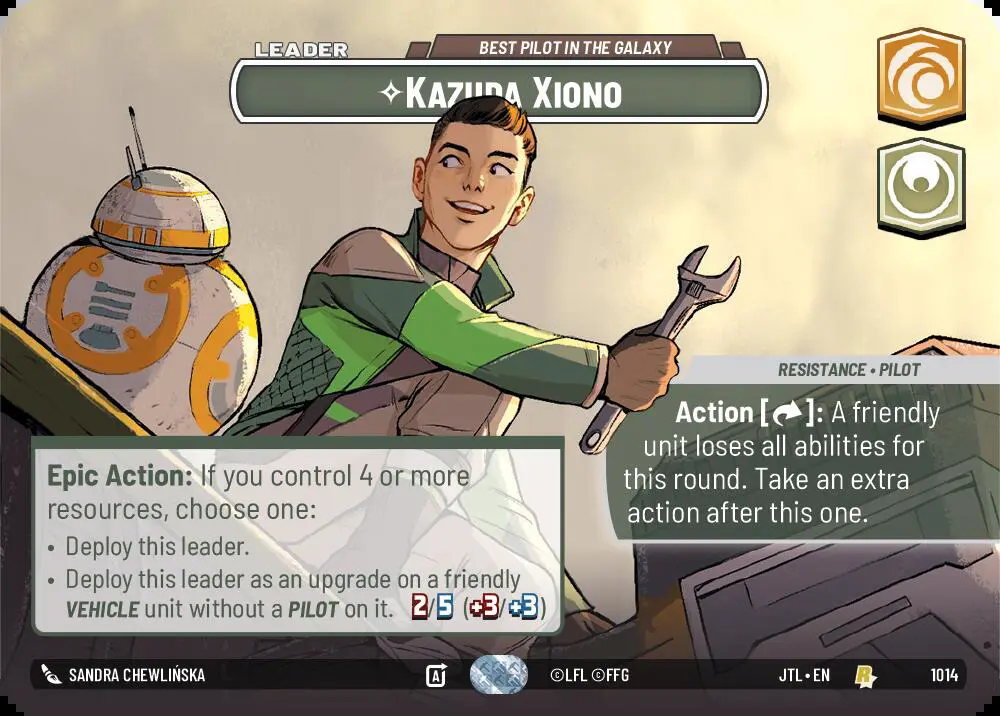 LEADER
BEST PILOT IN THE GALAXY
KAZUDA XIONO
RESISTANCE • PILOT
Action [ ]: A friendly
unit loses all abilities for
this round. Take an extra
action after this one.
Epic Action: If you control 4 or more
resources, choose one:
• Deploy this leader.
• Deploy this leader as an upgrade on a friendly
VEHICLE unit without a PILOT on it. 2/5 (+3/+3)
SANDRA CHEWLIŃSKA
A
©LFL ©FFG
JTL • EN
R
1014